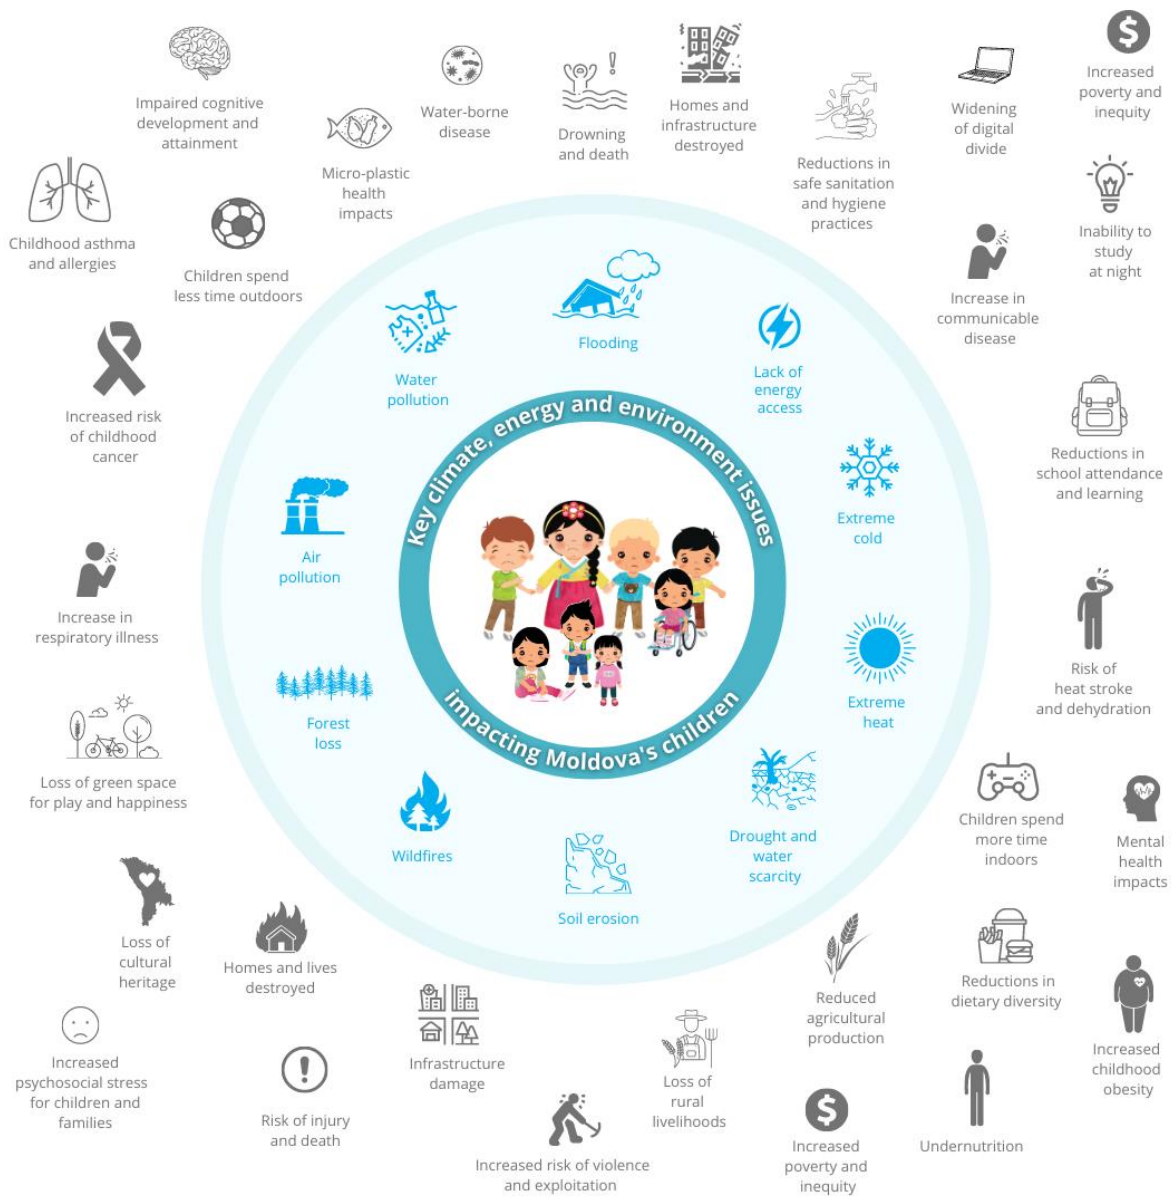 Impaired cognitive
development and
attainment
Water-borne
disease
Drowning
and death
Homes and
infrastructure
destroyed
Widening
of digital
divide
$
Increased
poverty and
inequity
Childhood asthma
and allergies
Micro-plastic
health
impacts
Reductions in
safe sanitation
and hygiene
practices
Inability to
study
at night
Children spend
less time outdoors
Increase in
communicable
disease
Increased risk
of childhood
cancer
Reductions in
school attendance
and learning
Increase in
respiratory illness
Risk of
heat stroke
and dehydration
Loss of green space
for play and happiness
Children spend
more time
indoors
Mental
health
impacts
Loss of
cultural
heritage
Homes and lives
destroyed
Reduced
agricultural
production
Reductions in
dietary diversity
Increased
psychosocial stress
for children and
families
Risk of injury
and death
Infrastructure
damage
Loss of
rural
livelihoods
Increased
childhood
obesity
Increased risk of violence
and exploitation
$
Increased
poverty and
inequity
Undernutrition
Flooding
Water
pollution
Lack of
energy
access
Air
pollution
Extreme
cold
Forest
loss
Extreme
heat
Wildfires
Drought and
water
scarcity
Soil erosion
Key climate, energy and environment issues
impacting Moldova's children